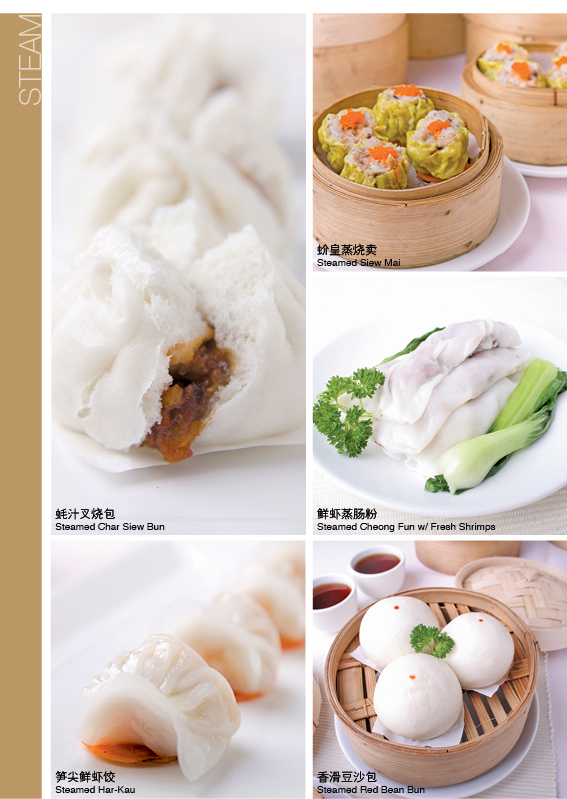 STEAM
蚧皇蒸烧卖
Steamed Siew Mai
蚝汁叉烧包
Steamed Char Siew Bun
鲜虾蒸肠粉
Steamed Cheong Fun w/ Fresh Shrimps
笋尖鲜虾饺
Steamed Har-Kau
香滑豆沙包
Steamed Red Bean Bun